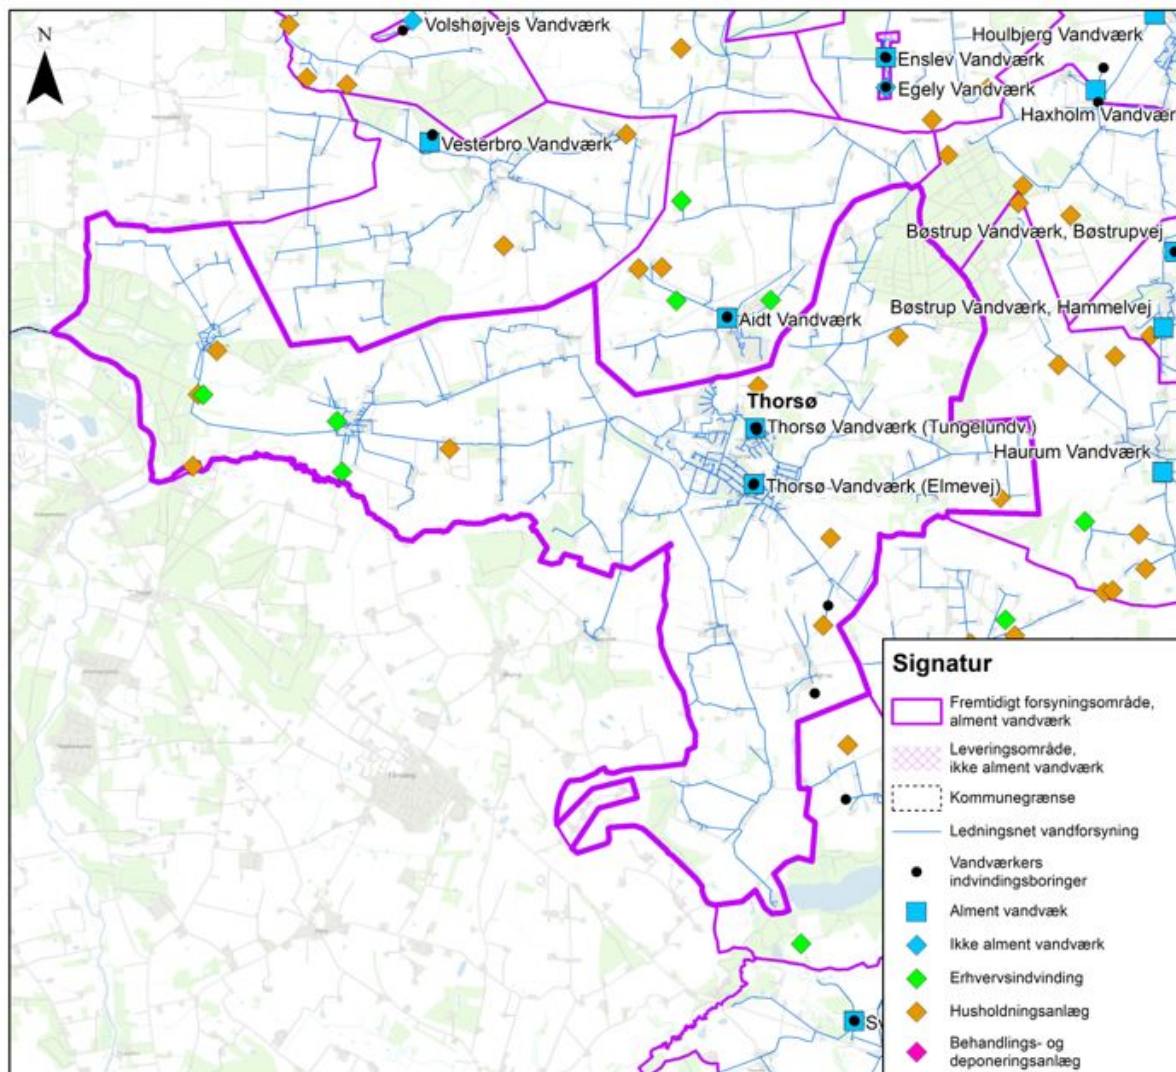 N
Volshøjvejs Vandværk
Houlbjerg Vandværk
Enslev Vandværk
Egely Vandværk
Haxholm Vandvær
Vesterbro Vandværk
Bøstrup Vandværk, Bøstrupvej
Bøstrup Vandværk, Hammelvej
Aidt Vandværk
Thorsø
Thorsø Vandværk (Tungelundv.)
Haurum Vandværk
Thorsø Vandværk (Elmevej)
Signatur
Fremtidigt forsyningsområde,
alment vandværk
Leveringsområde,
ikke alment vandværk
Kommunegrænse
Ledningsnet vandforsyning
Vandværkers
indvindingsboringer
Alment vandvæk
Ikke alment vandværk
Erhvervsindvinding
Husholdningsanlæg
Behandlings- og
deponeringsanlæg